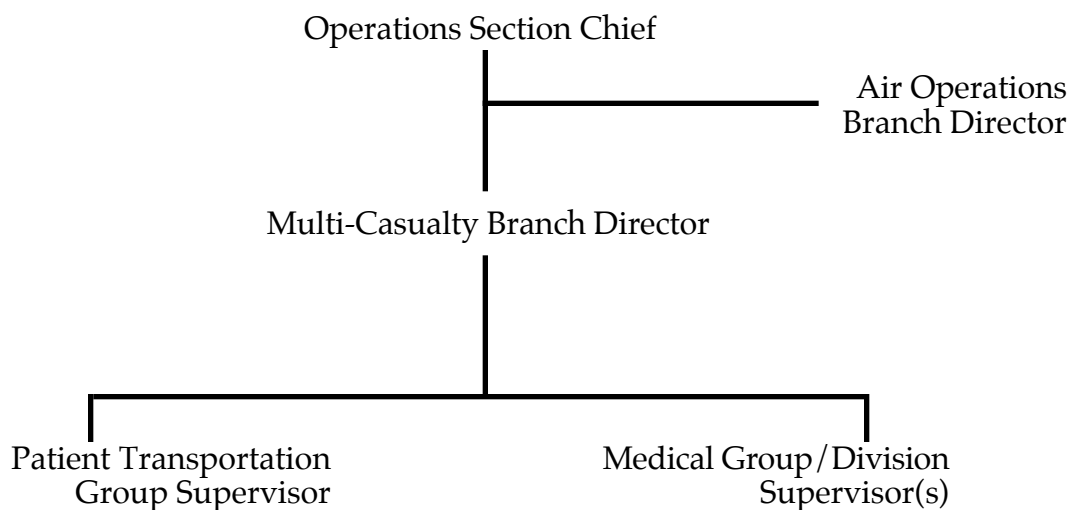 Operations Section Chief
Air Operations
Branch Director
Multi-Casualty Branch Director
Patient Transportation
Group Supervisor
Medical Group/Division
Supervisor(s)